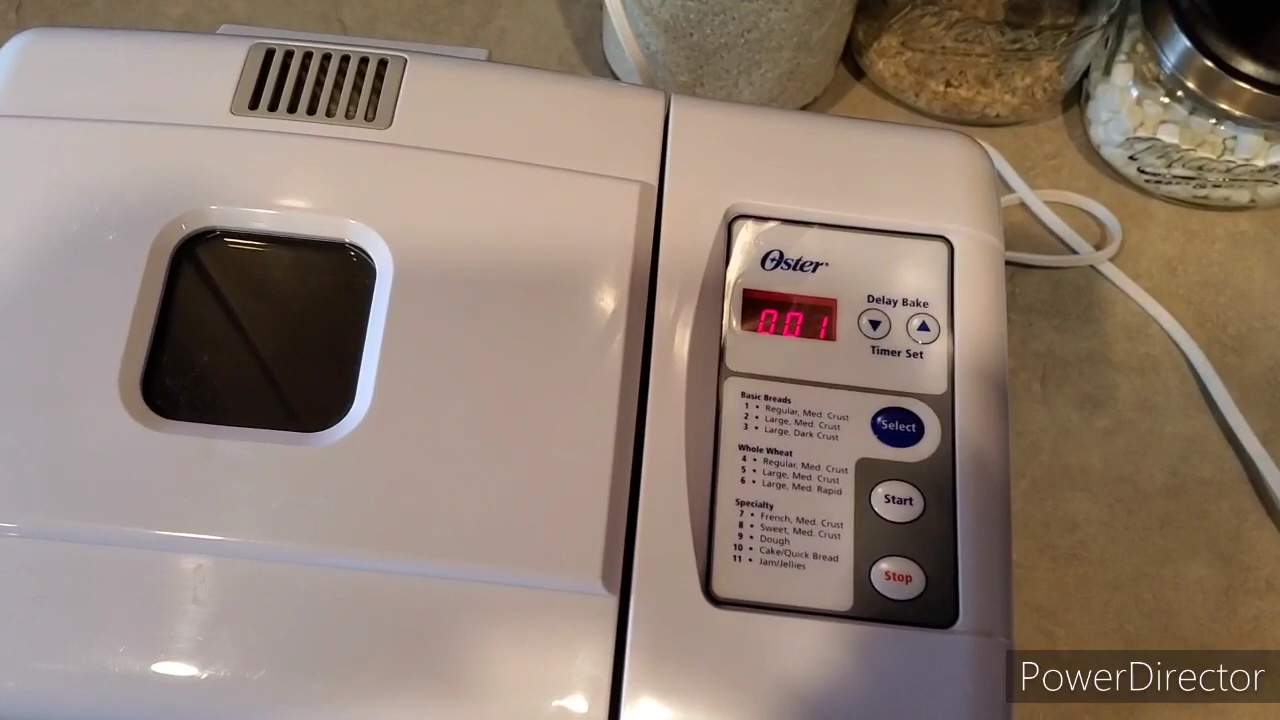 Oster
001
Delay Bake
Timer Set
Basic Breads
1 • Regular, Med. Crust
2 • Large, Med. Crust
3 • Large, Dark Crust
Select
Whole Wheat
4 • Regular, Med. Crust
5 • Large, Med. Crust
6 • Large, Med. Rapid
Start
Specialty
7 • French, Med. Crust
8 • Sweet, Med. Crust
9 • Dough
10 • Cake/Quick Bread
11 • Jam/Jellies
Stop
PowerDirector